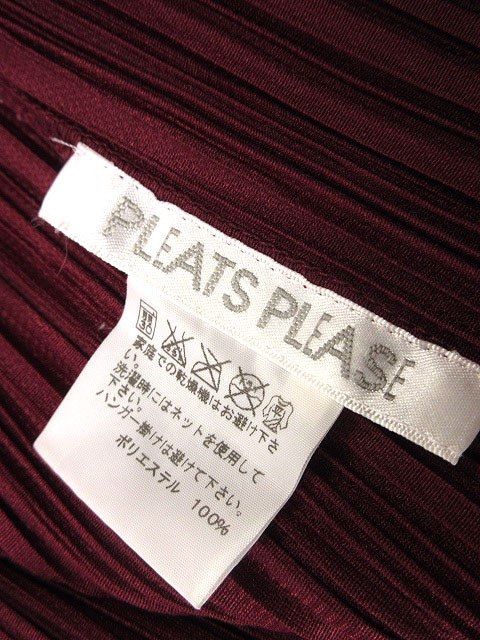 PLEATS PLEASE
家庭での乾燥機はお避け下さ
い。
洗濯時にはネットを使用して
下さい。
ハンガー掛けは避けて下さい。
ポリエステル 100%